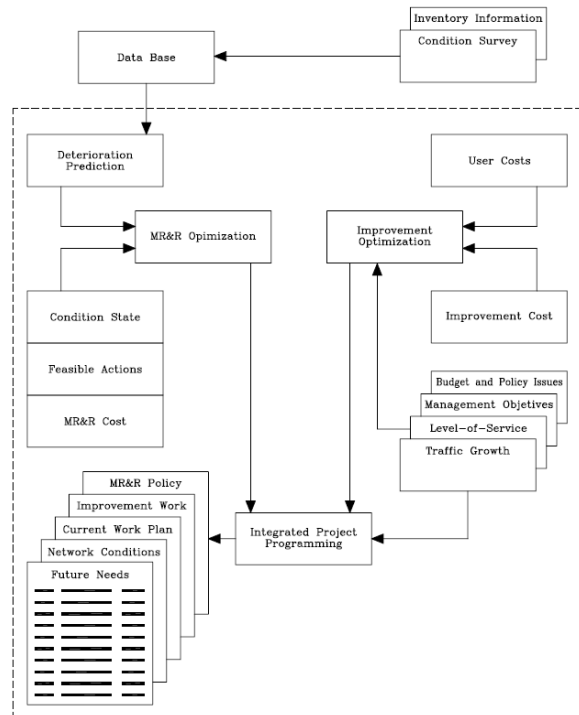 Inventory Information
Condition Survey
Data Base
Deterioration
Prediction
User Costs
MR&R Opimization
Improvement
Optimization
Condition State
Feasible Actions
MR&R Cost
Improvement Cost
Budget and Policy Issues
Management Objetives
Level-of-Service
Traffic Growth
MR&R Policy
Improvement Work
Current Work Plan
Network Conditions
Future Needs
Integrated Project
Programming